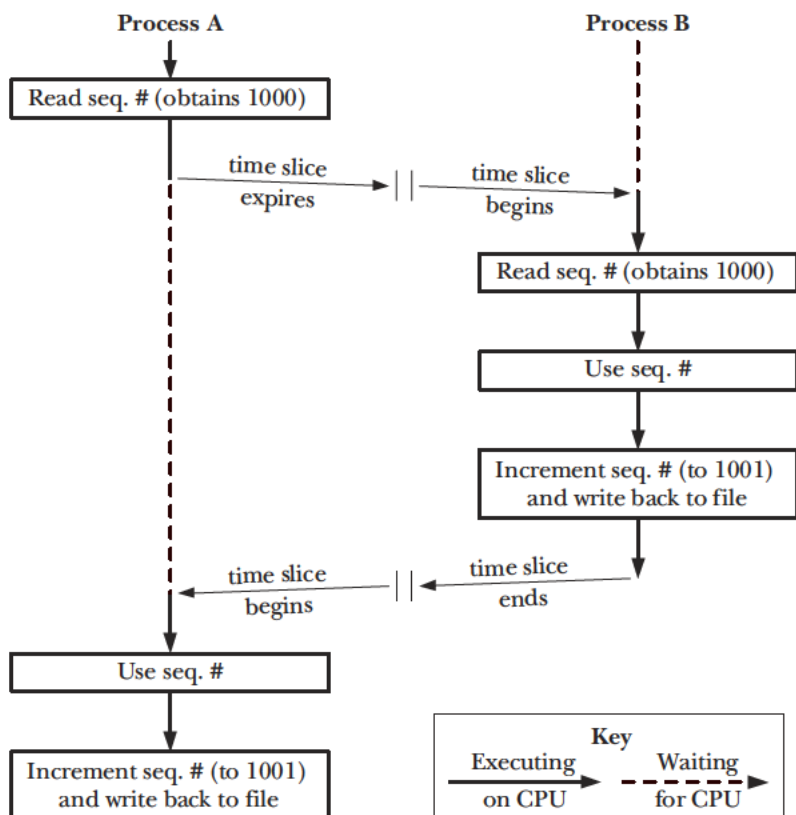 Process A
Process B
Read seq. # (obtains 1000)
time slice
expires
time slice
begins
Read seq. # (obtains 1000)
Use seq. #
Increment seq. # (to 1001)
and write back to file
time slice
begins
time slice
ends
Use seq. #
Increment seq. # (to 1001)
and write back to file
Key
Executing
on CPU
Waiting
for CPU